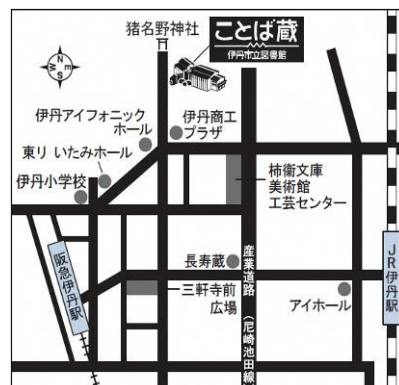 猪名野神社
ことば蔵
伊丹市立図書館
N
E
S
W
伊丹アイフォニック
ホール
伊丹商工
プラザ
東リ いたみホール
伊丹小学校
柿衞文庫
美術館
工芸センター
阪急伊丹駅
長寿蔵
産業道路（尼崎池田線
三軒寺前
広場
アイホール
JR伊丹駅